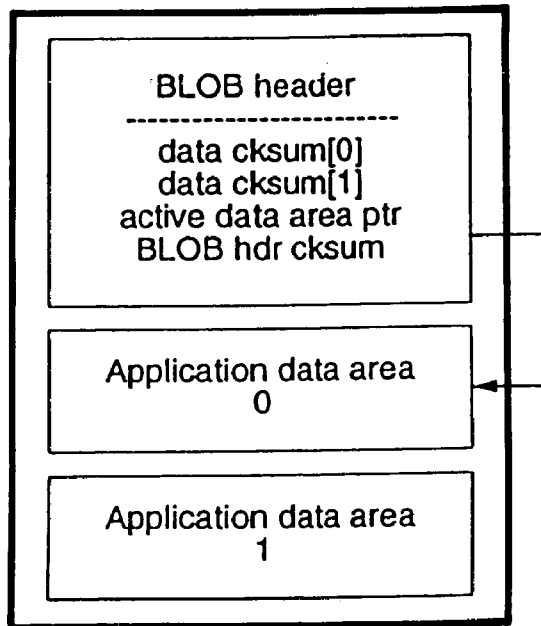 BLOB header
--------------------------
data cksum[0]
data cksum[1]
active data area ptr
BLOB hdr cksum
Application data area
0
Application data area
1